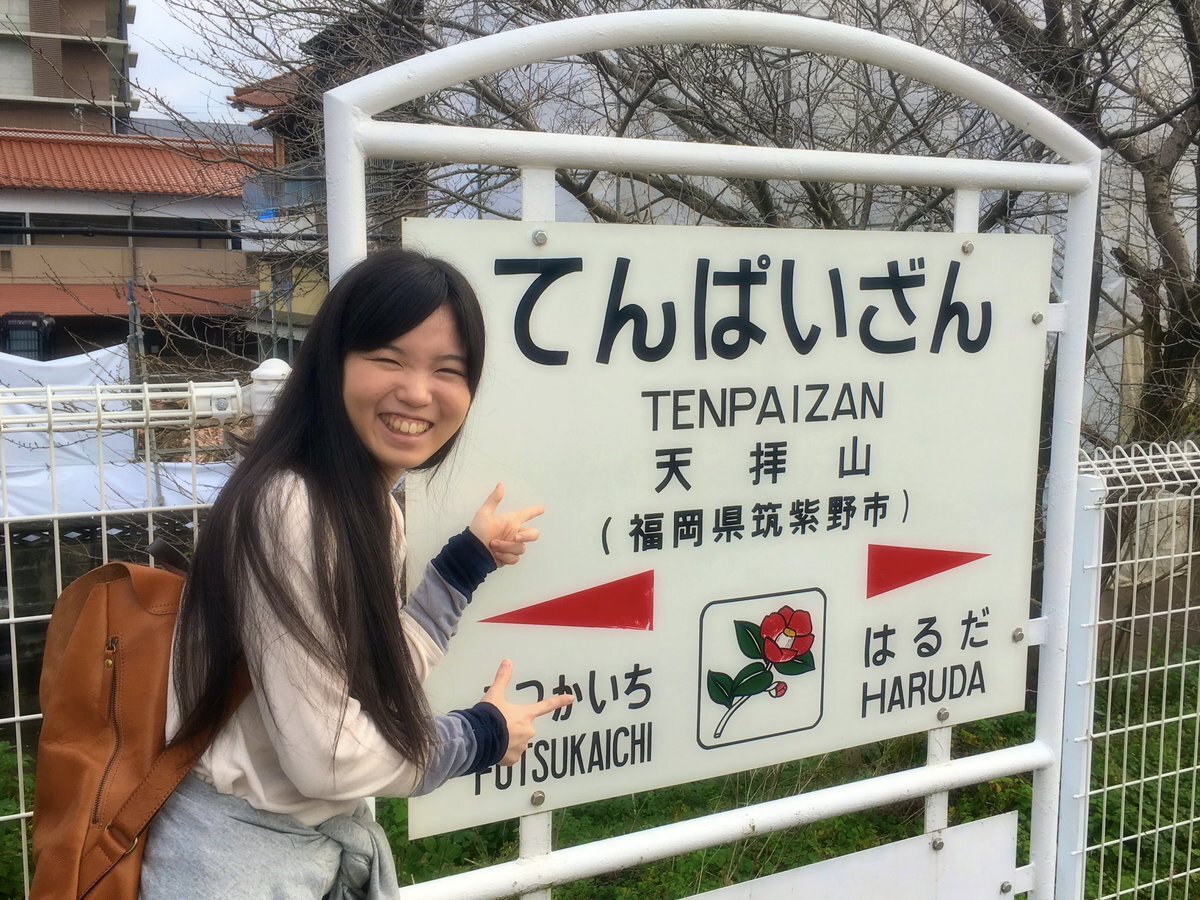 てんぱいざん
TENPAIZAN
天拝山
(福岡県筑紫野市)
ふつかいち
FUTSUKAICHI
はるだ
HARUDA